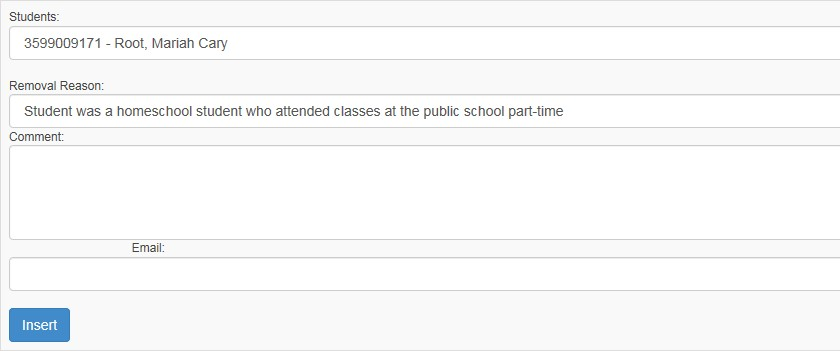 Students:
3599009171 - Root, Mariah Cary
Removal Reason:
Student was a homeschool student who attended classes at the public school part-time
Comment:
Email:
Insert